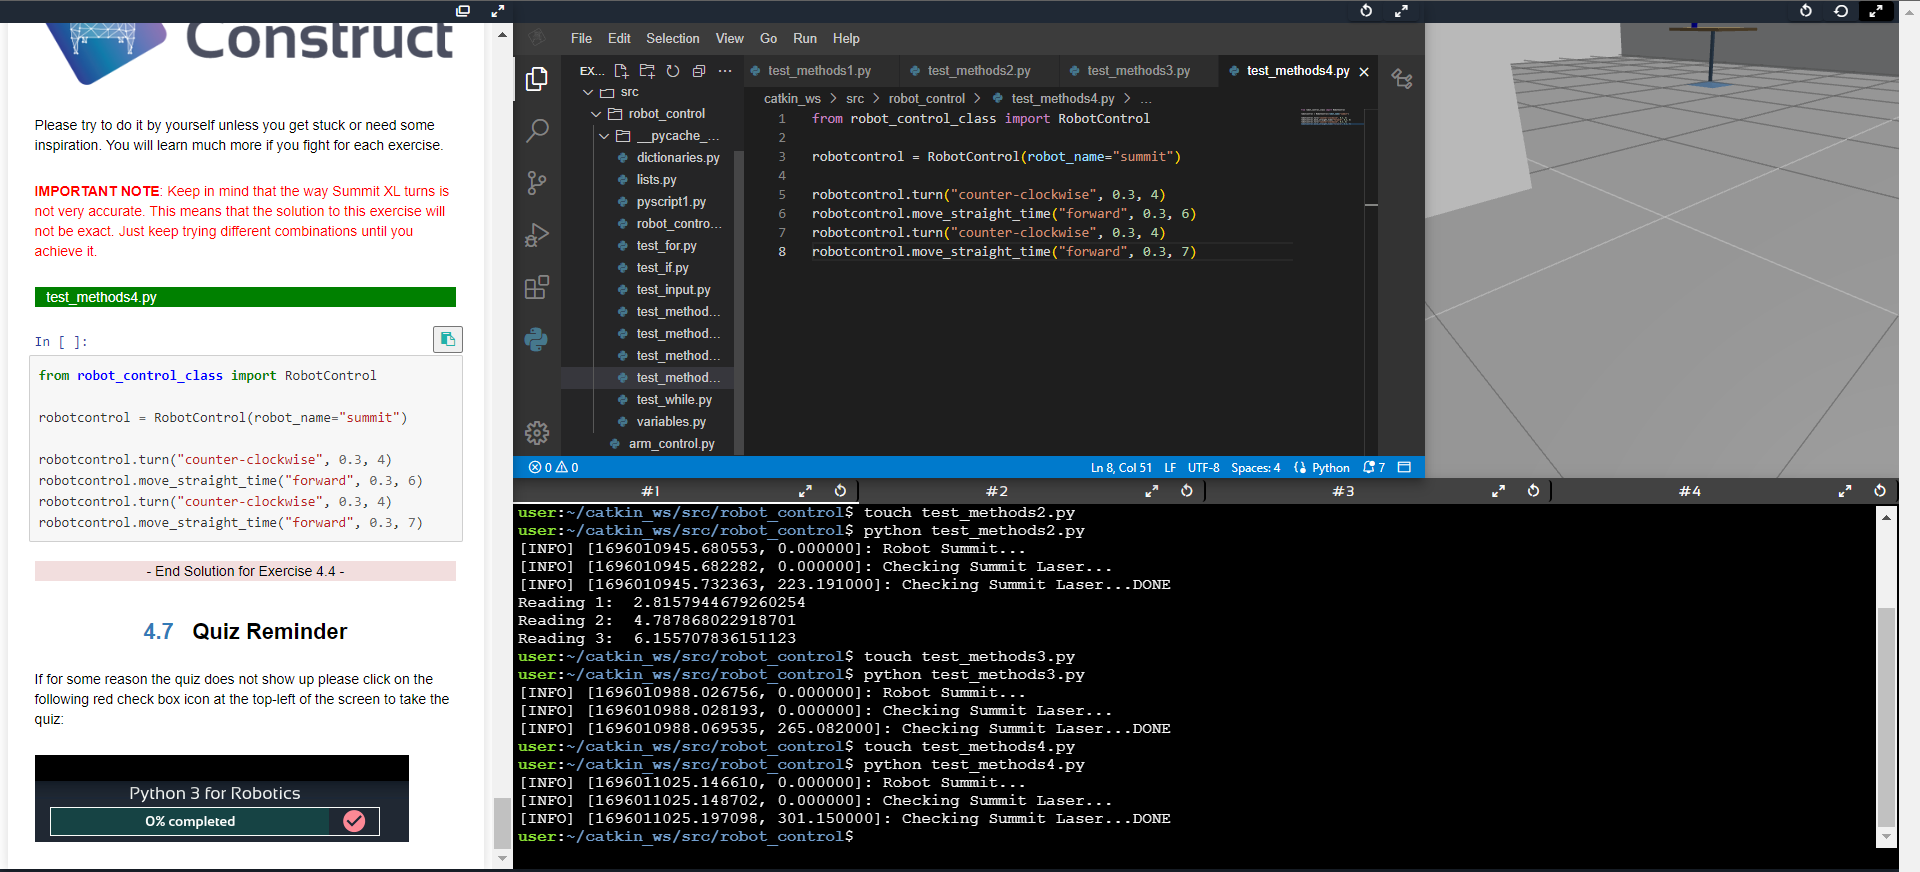 Construct
Please try to do it by yourself unless you get stuck or need some
inspiration. You will learn much more if you fight for each exercise.
IMPORTANT NOTE: Keep in mind that the way Summit XL turns is
not very accurate. This means that the solution to this exercise will
not be exact. Just keep trying different combinations until you
achieve it.
test_methods4.py
In [ ]:
from robot_control_class import RobotControl
robotcontrol = RobotControl(robot_name="summit")
robotcontrol.turn("counter-clockwise", 0.3, 4)
robotcontrol.move_straight_time("forward", 0.3, 6)
robotcontrol.turn("counter-clockwise", 0.3, 4)
robotcontrol.move_straight_time("forward", 0.3, 7)
- End Solution for Exercise 4.4 -
4.7 Quiz Reminder
If for some reason the quiz does not show up please click on the
following red check box icon at the top-left of the screen to take the
quiz:
Python 3 for Robotics
0% completed
File Edit Selection View Go Run Help
EX...
src
robot_control
__pycache_...
dictionaries.py
lists.py
pyscript1.py
robot_contro...
test_for.py
test_if.py
test_input.py
test_method...
test_method...
test_method...
test_method...
test_while.py
variables.py
arm_control.py
test_methods1.py test_methods2.py test_methods3.py test_methods4.py
catkin_ws > src > robot_control > test_methods4.py > ...
1 from robot_control_class import RobotControl
2
3 robotcontrol = RobotControl(robot_name="summit")
4
5 robotcontrol.turn("counter-clockwise", 0.3, 4)
6 robotcontrol.move_straight_time("forward", 0.3, 6)
7 robotcontrol.turn("counter-clockwise", 0.3, 4)
8 robotcontrol.move_straight_time("forward", 0.3, 7)
0 0 Ln 8, Col 51 LF UTF-8 Spaces: 4 Python 7
#1 #2 #3 #4
user:~/catkin_ws/src/robot_control$ touch test_methods2.py
user:~/catkin_ws/src/robot_control$ python test_methods2.py
[INFO] [1696010945.680553, 0.000000]: Robot Summit...
[INFO] [1696010945.682282, 0.000000]: Checking Summit Laser...
[INFO] [1696010945.732363, 223.191000]: Checking Summit Laser...DONE
Reading 1:  2.8157944679260254
Reading 2:  4.787868022918701
Reading 3:  6.155707836151123
user:~/catkin_ws/src/robot_control$ touch test_methods3.py
user:~/catkin_ws/src/robot_control$ python test_methods3.py
[INFO] [1696010988.026756, 0.000000]: Robot Summit...
[INFO] [1696010988.028193, 0.000000]: Checking Summit Laser...
[INFO] [1696010988.069535, 265.082000]: Checking Summit Laser...DONE
user:~/catkin_ws/src/robot_control$ touch test_methods4.py
user:~/catkin_ws/src/robot_control$ python test_methods4.py
[INFO] [1696011025.146610, 0.000000]: Robot Summit...
[INFO] [1696011025.148702, 0.000000]: Checking Summit Laser...
[INFO] [1696011025.197098, 301.150000]: Checking Summit Laser...DONE
user:~/catkin_ws/src/robot_control$